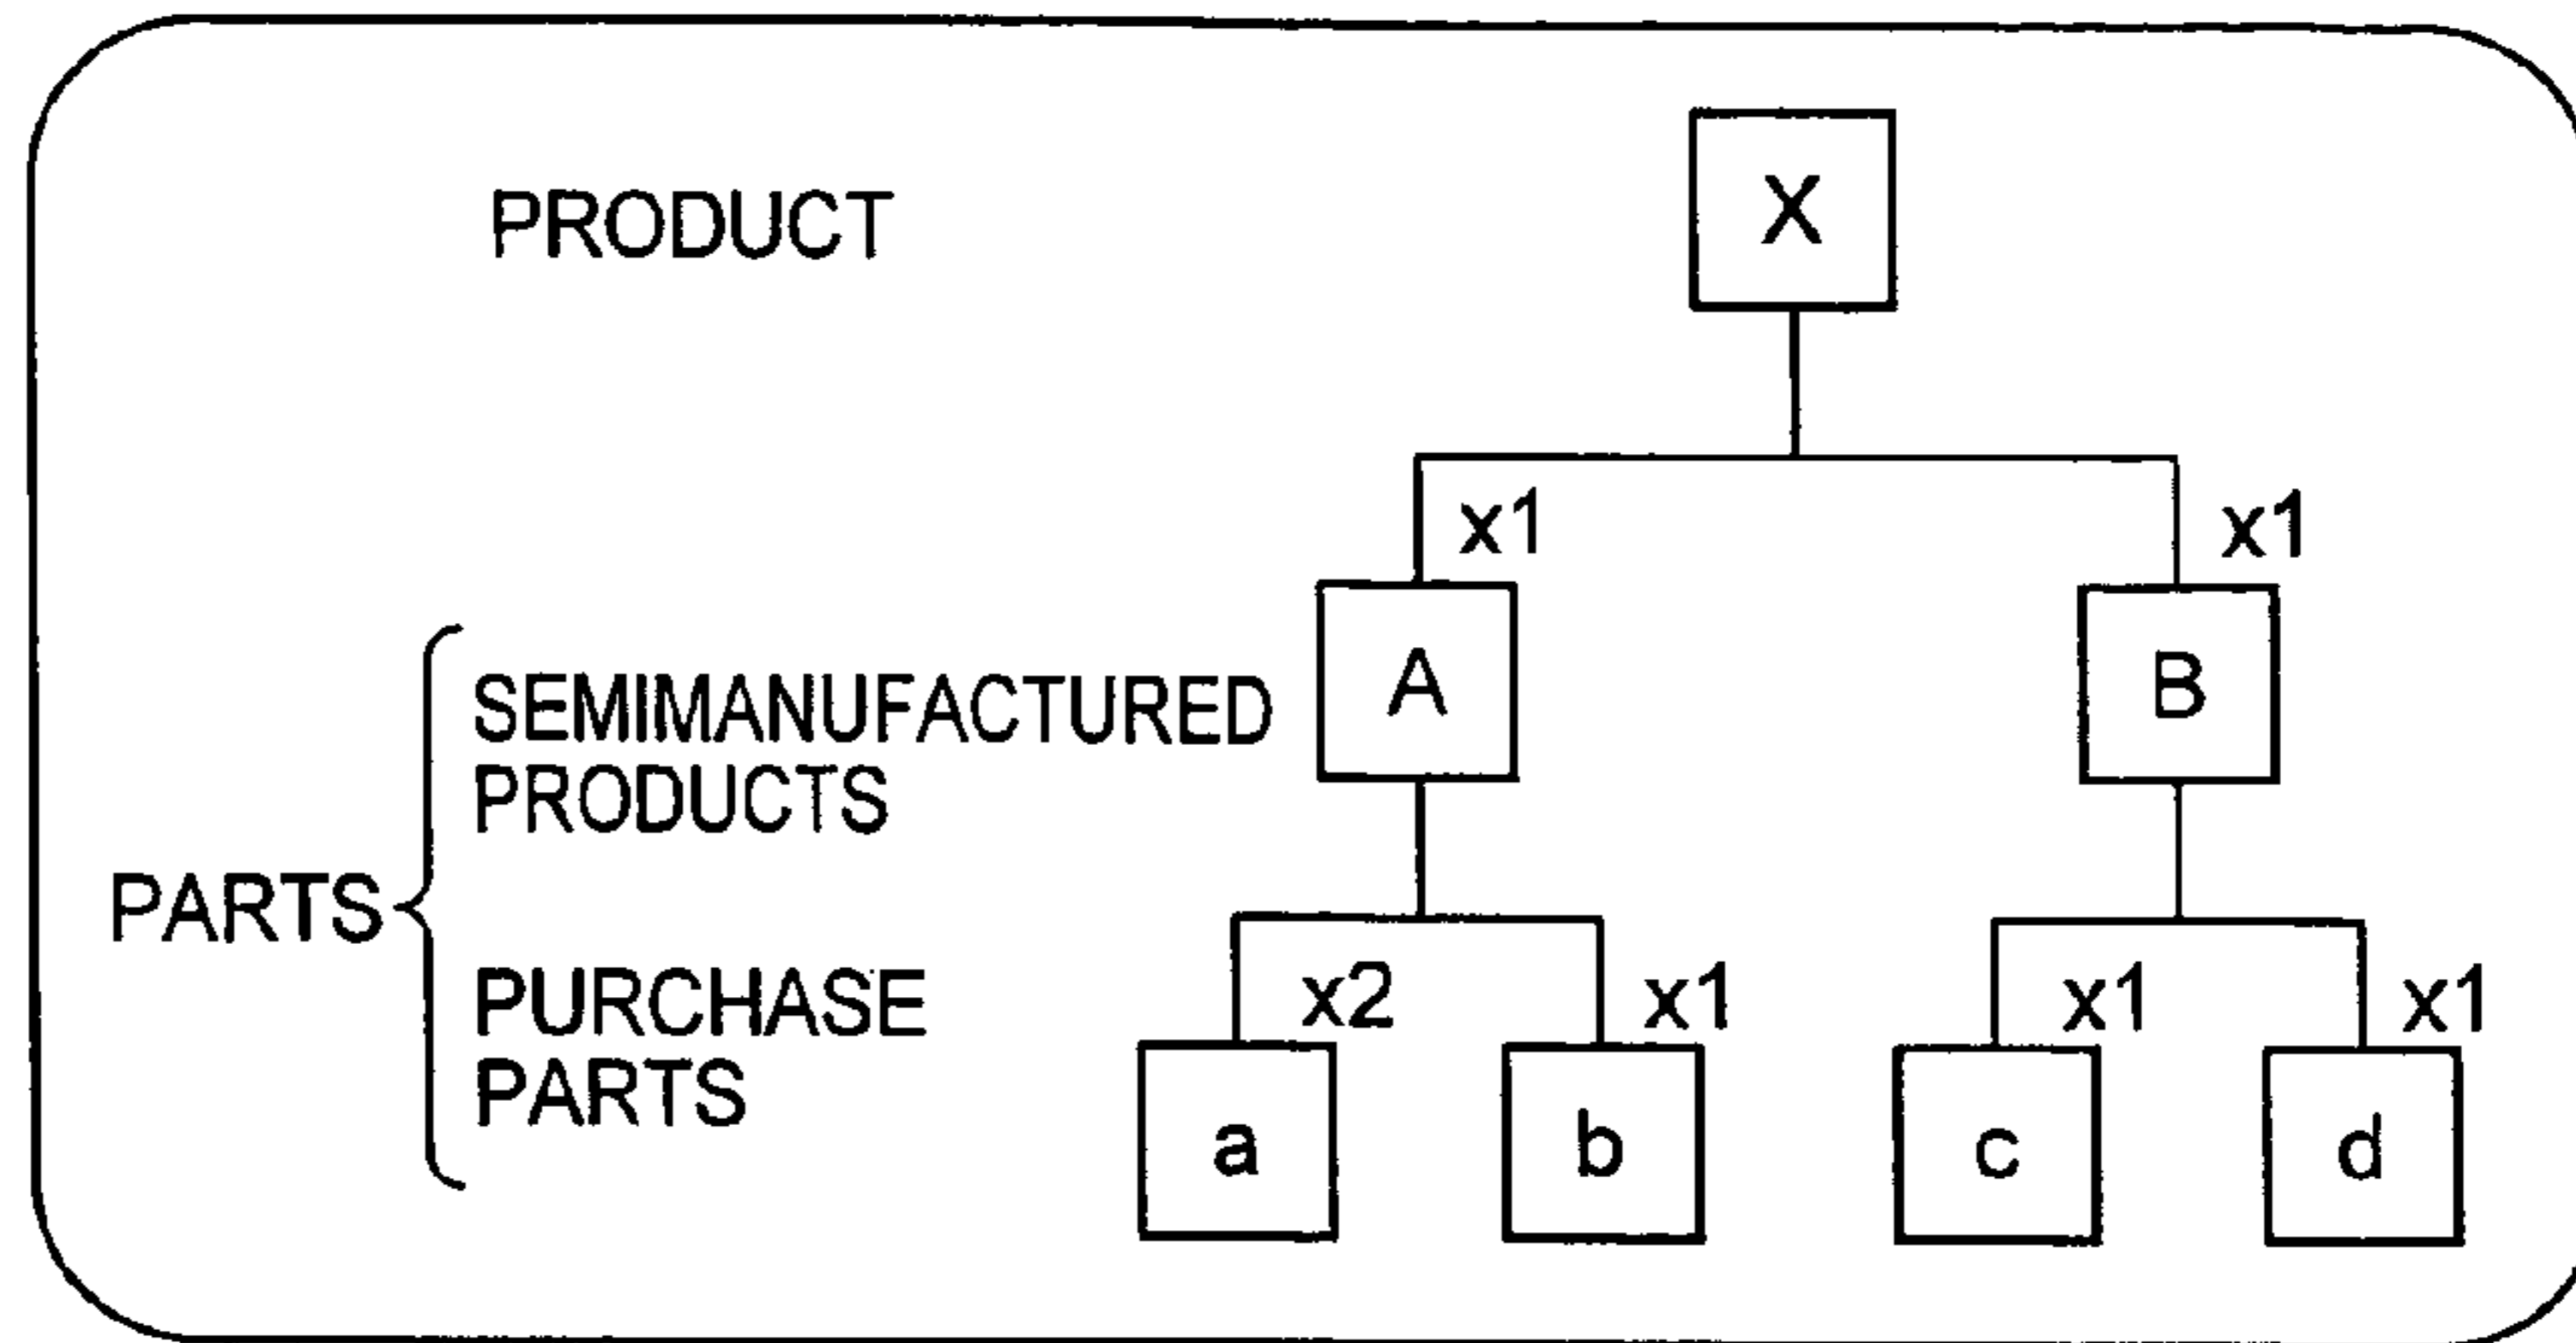 PRODUCT
X
x1
x1
SEMIMANUFACTURED
PRODUCTS
A
B
PARTS
PURCHASE
PARTS
x2
x1
x1
x1
a
b
c
d